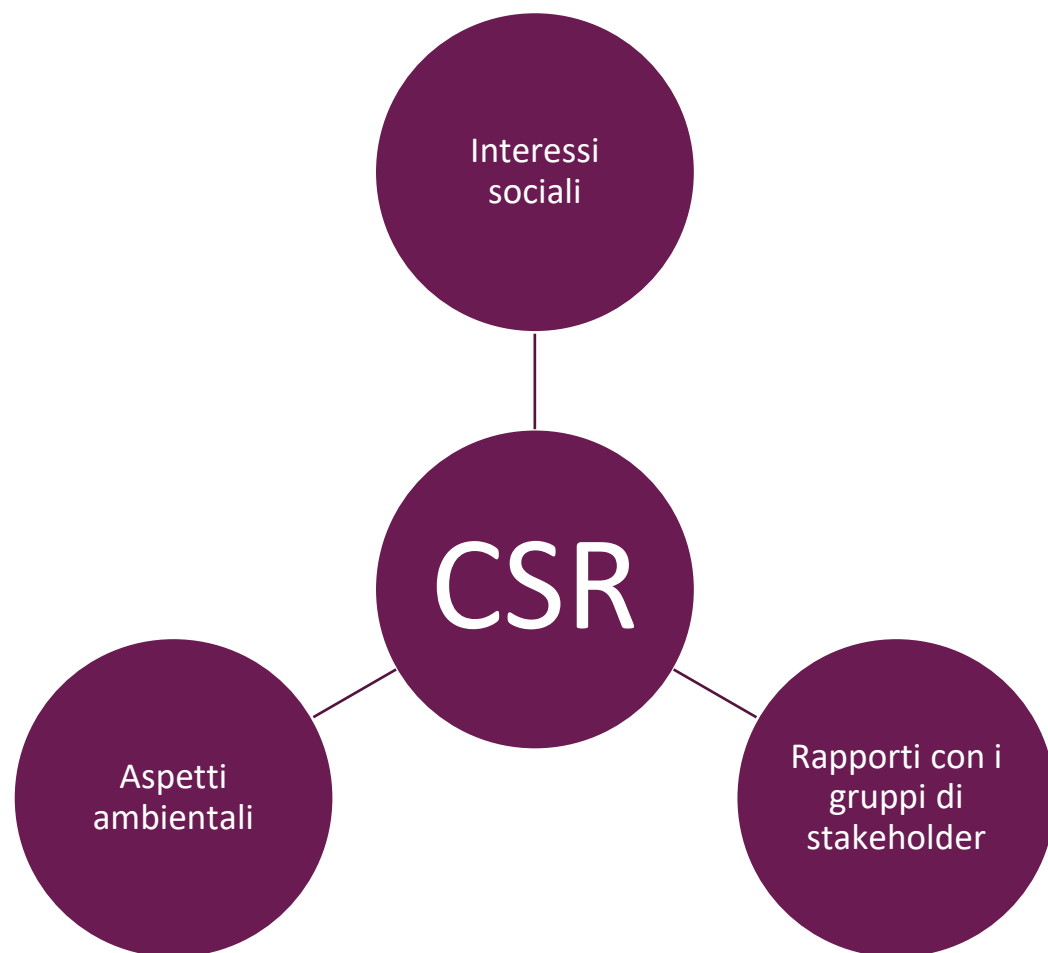 Interessi
sociali
CSR
Aspetti
ambientali
Rapporti con i
gruppi di
stakeholder